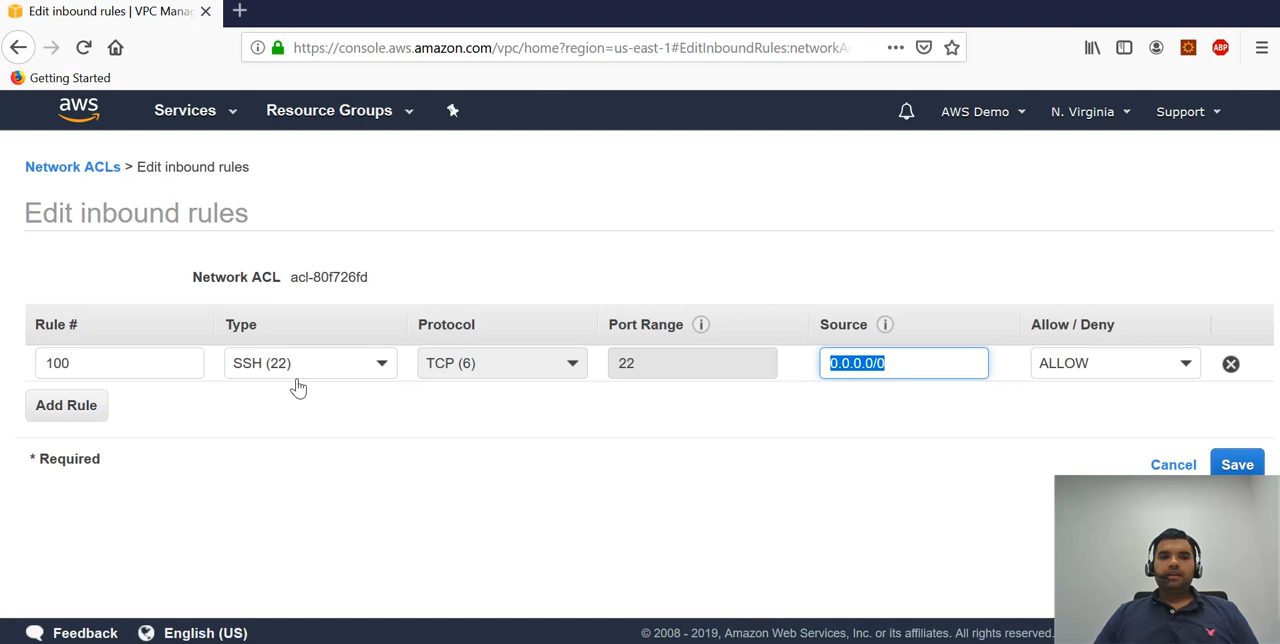 Edit inbound rules | VPC Mana
https://console.aws.amazon.com/vpc/home?region=us-east-1#EditInboundRules:networkA
ABP
Getting Started
aws
Services
Resource Groups
AWS Demo
N. Virginia
Support
Network ACLs > Edit inbound rules
Edit inbound rules
Network ACL acl-80f726fd
Rule # Type Protocol Port Range i Source i Allow / Deny
100 SSH (22) TCP (6) 22 0.0.0.0/0 ALLOW
Add Rule
* Required
Cancel Save
Feedback English (US) © 2008 - 2019, Amazon Web Services, Inc. or its affiliates. All rights reserved.